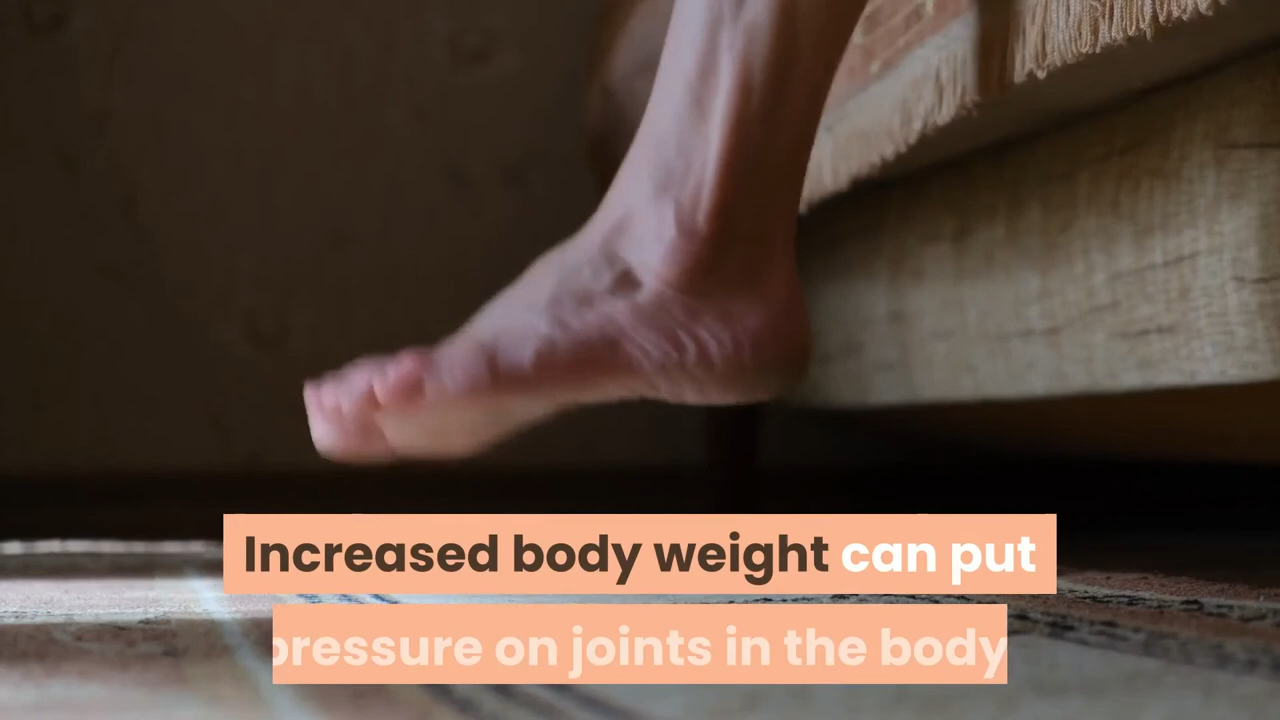 Increased body weight can put
pressure on joints in the body